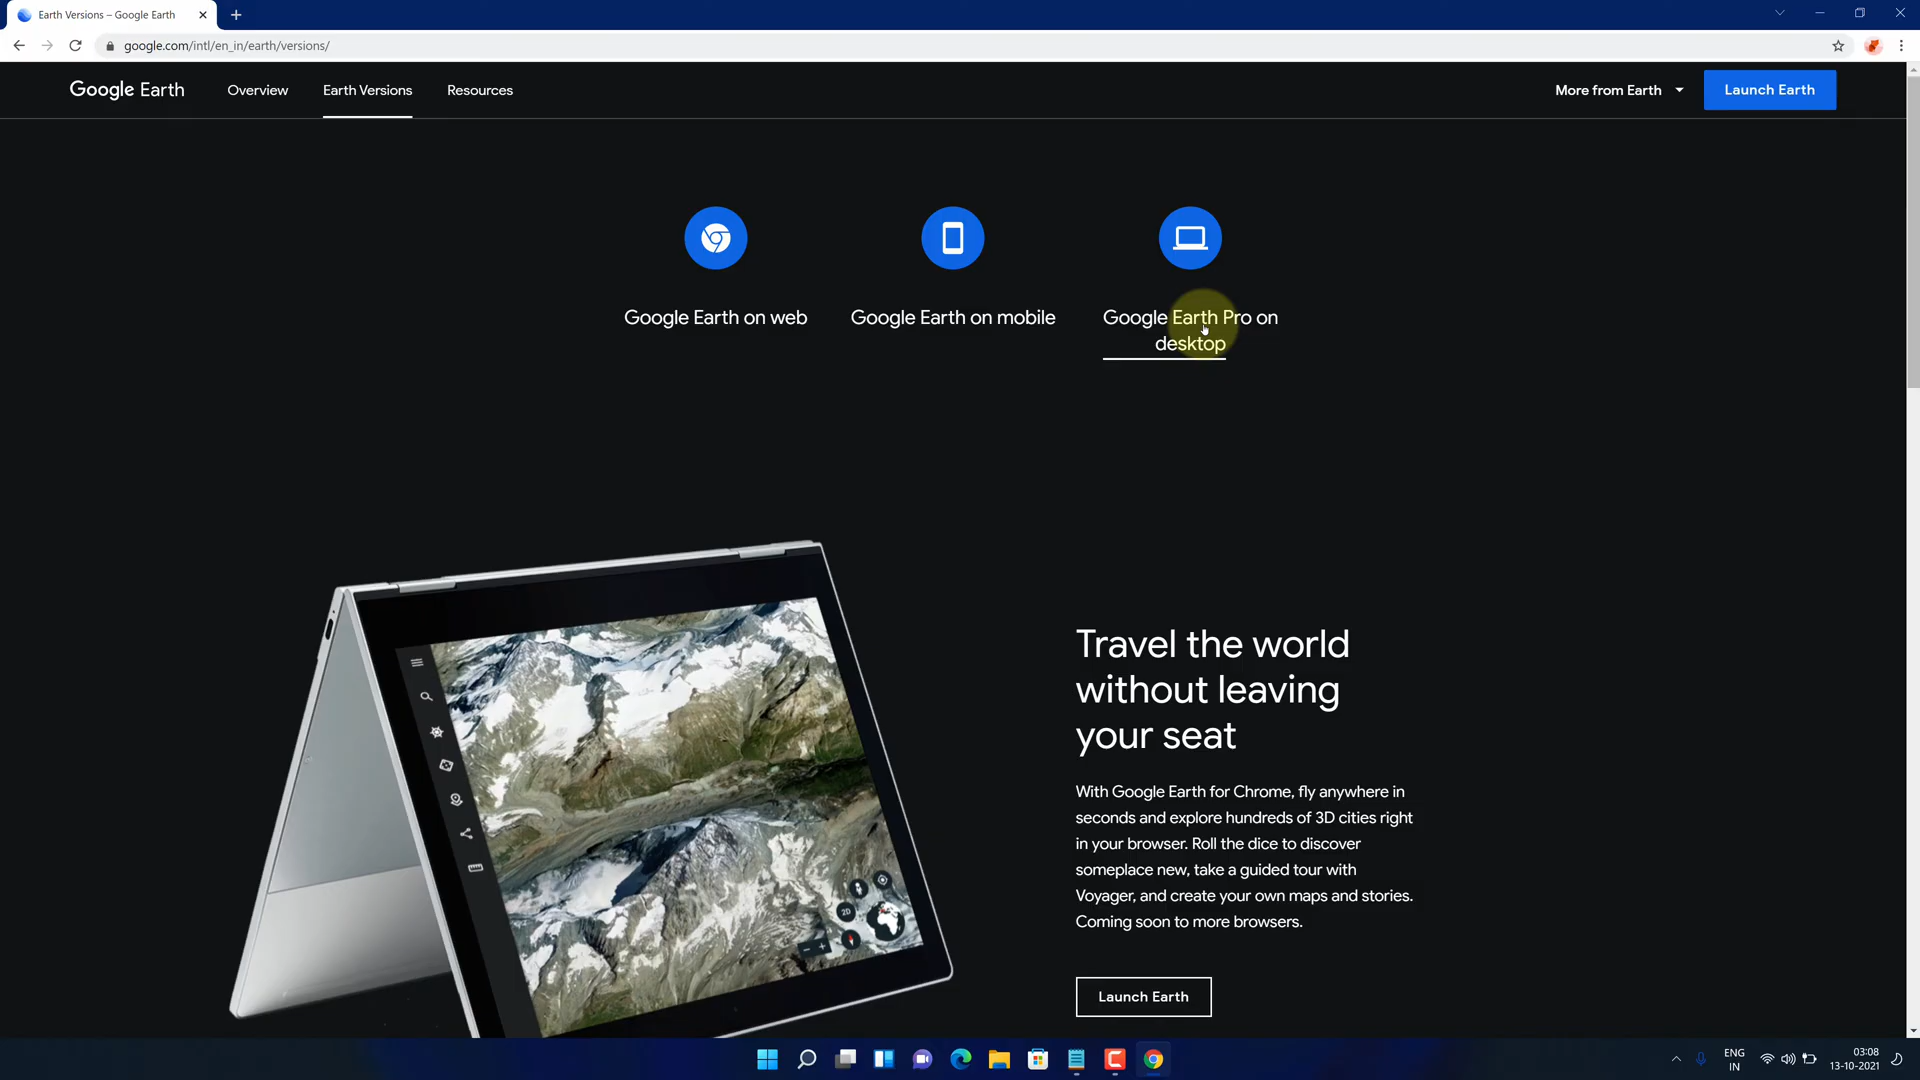 Earth Versions – Google Earth
google.com/intl/en_in/earth/versions/
Google Earth
Overview
Earth Versions
Resources
More from Earth
Launch Earth
Google Earth on web
Google Earth on mobile
Google Earth Pro on
desktop
2D
Travel the world
without leaving
your seat
With Google Earth for Chrome, fly anywhere in
seconds and explore hundreds of 3D cities right
in your browser. Roll the dice to discover
someplace new, take a guided tour with
Voyager, and create your own maps and stories.
Coming soon to more browsers.
Launch Earth
ENG
IN
03:08
13-10-2021